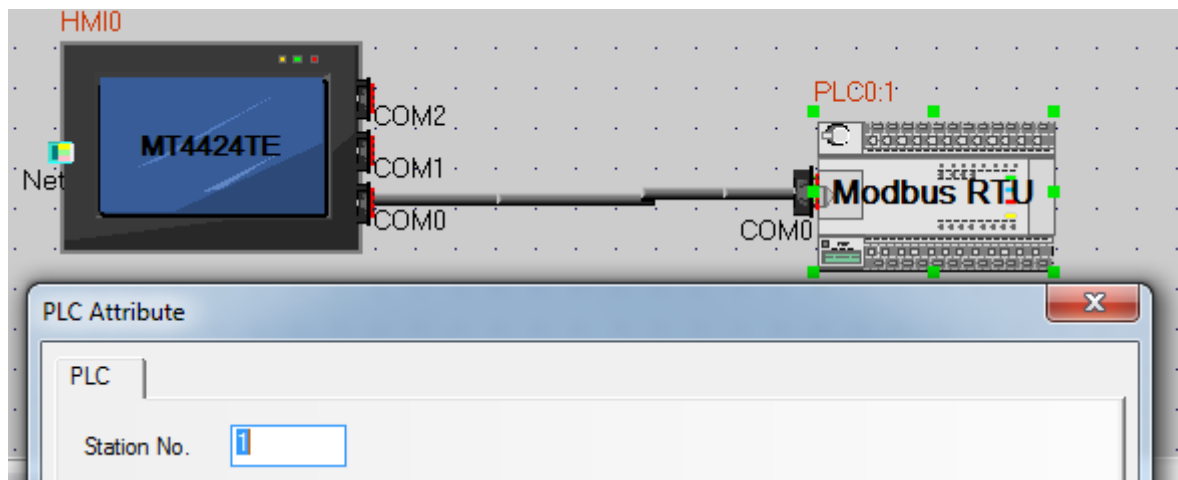 HMI0
MT4424TE
Net
COM2
COM1
COM0
PLC0:1
Modbus RTU
COM0
PLC Attribute
PLC
Station No. 1